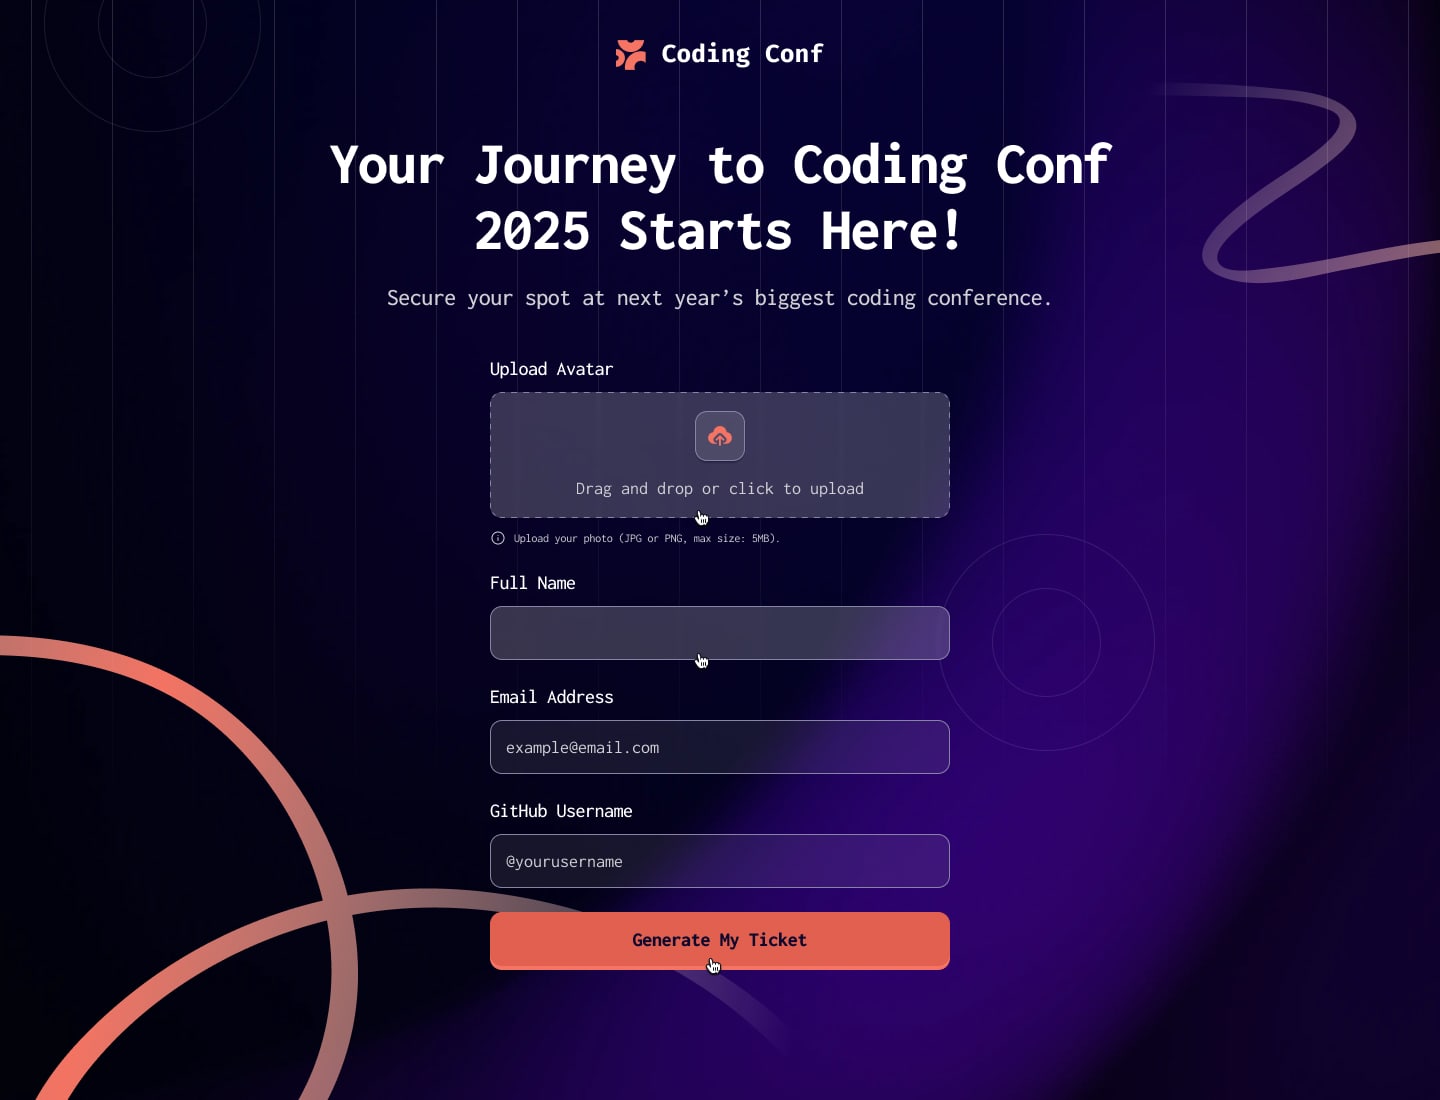 Coding Conf
Your Journey to Coding Conf
2025 Starts Here!
Secure your spot at next year’s biggest coding conference.
Upload Avatar
Drag and drop or click to upload
Upload your photo (JPG or PNG, max size: 5MB).
Full Name
Email Address
example@email.com
GitHub Username
@yourusername
Generate My Ticket